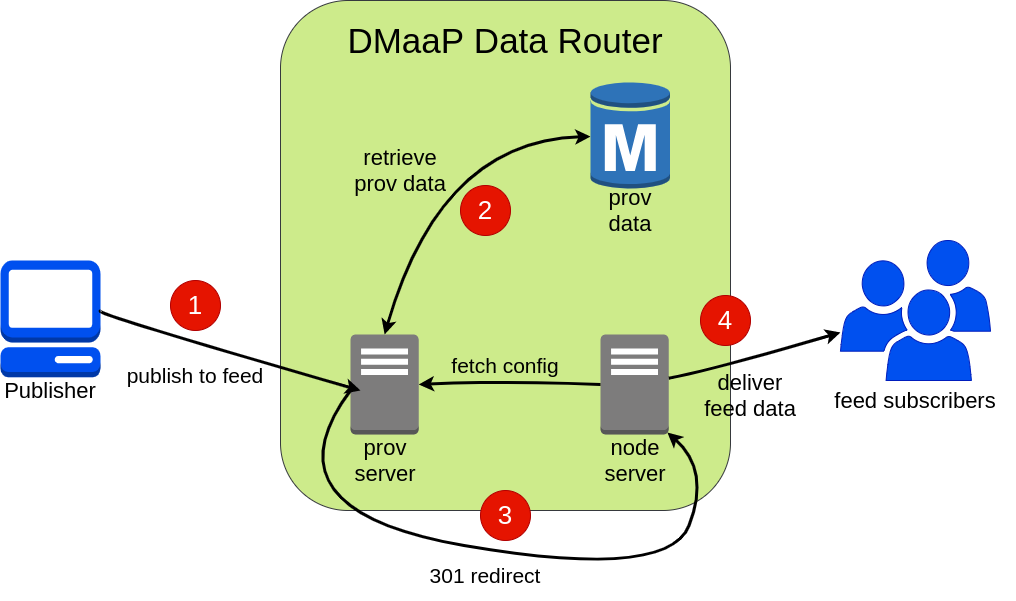 DMaaP Data Router
M
retrieve
prov data
2
prov
data
1
4
Publisher
publish to feed
fetch config
deliver
feed data
feed subscribers
prov
server
node
server
3
301 redirect